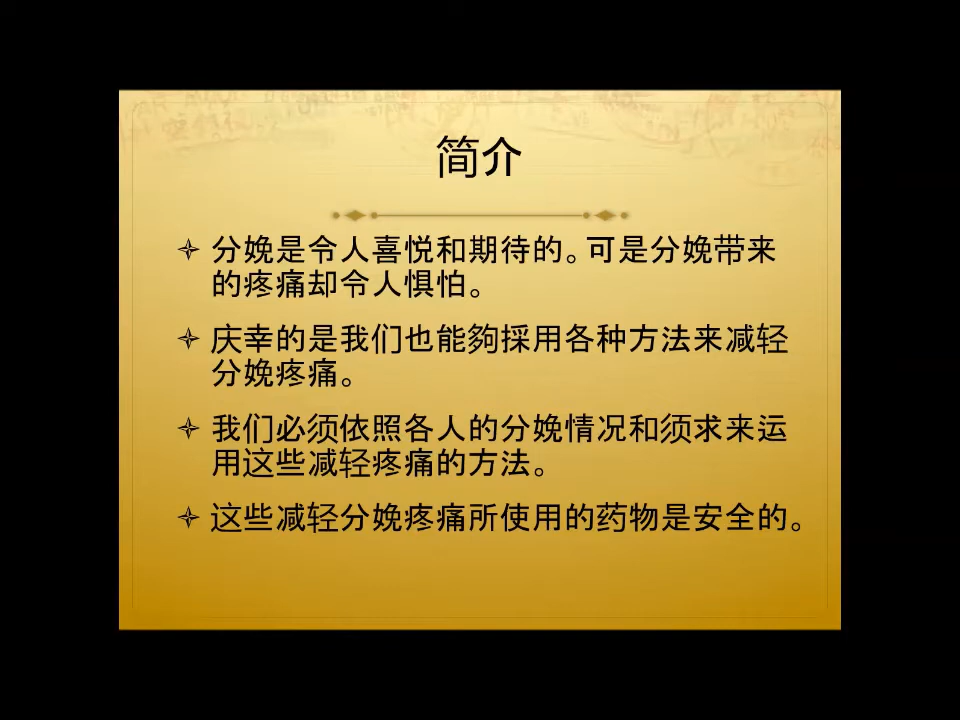 简介
分娩是令人喜悦和期待的。可是分娩带来
的疼痛却令人惧怕。
庆幸的是我们也能夠採用各种方法来减轻
分娩疼痛。
我们必须依照各人的分娩情况和须求来运
用这些减轻疼痛的方法。
这些减轻分娩疼痛所使用的药物是安全的。